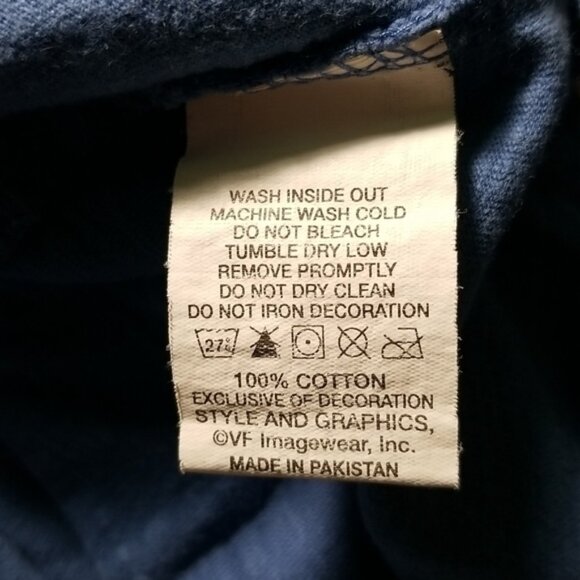 WASH INSIDE OUT
MACHINE WASH COLD
DO NOT BLEACH
TUMBLE DRY LOW
REMOVE PROMPTLY
DO NOT DRY CLEAN
DO NOT IRON DECORATION
27°
100% COTTON
EXCLUSIVE OF DECORATION
STYLE AND GRAPHICS,
©VF Imagewear, Inc.
MADE IN PAKISTAN